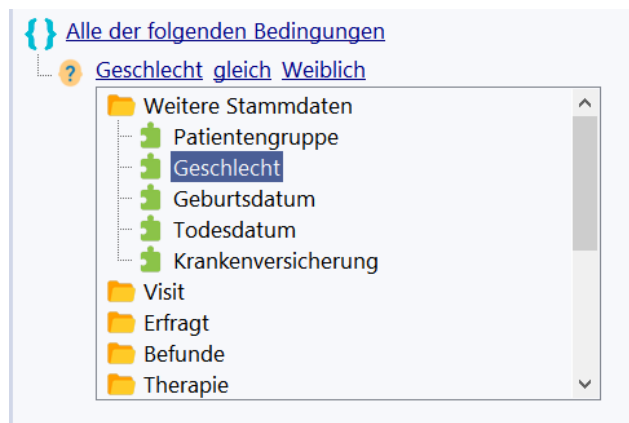 { } Alle der folgenden Bedingungen
? Geschlecht gleich Weiblich
Weitere Stammdaten
Patientengruppe
Geschlecht
Geburtsdatum
Todesdatum
Krankenversicherung
Visit
Erfragt
Befunde
Therapie